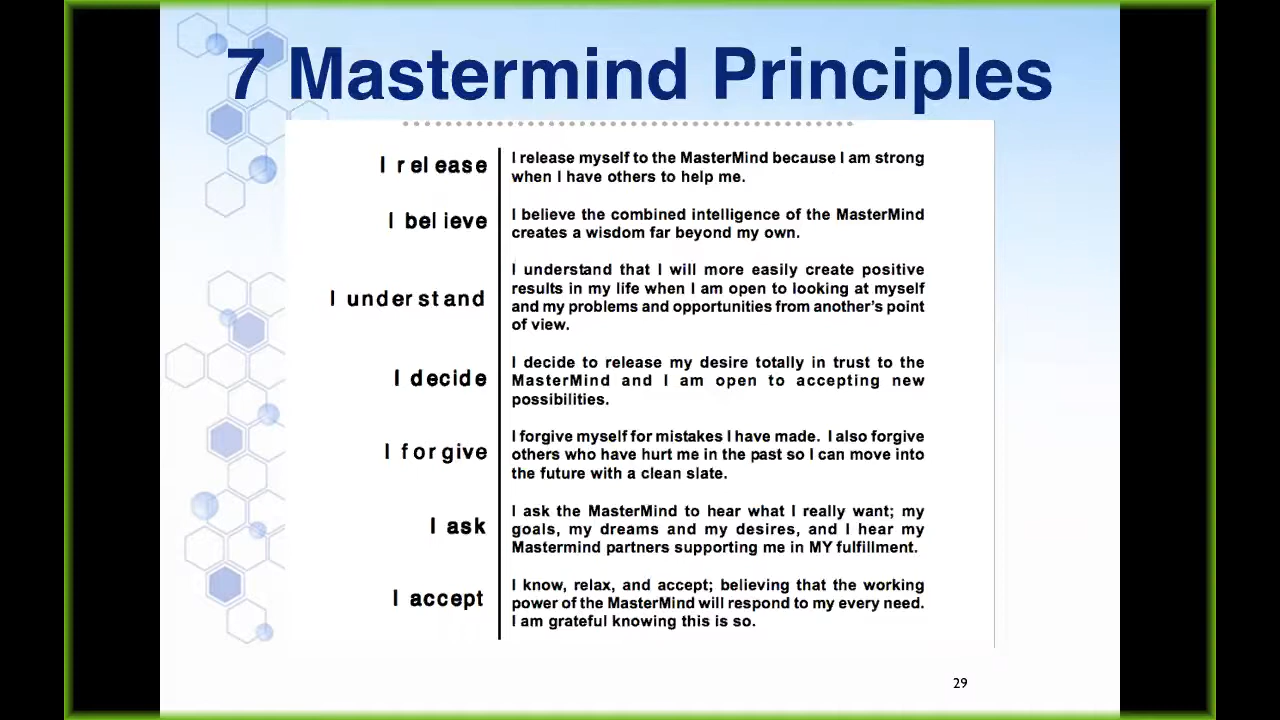 7 Mastermind Principles
I release
I release myself to the MasterMind because I am strong
when I have others to help me.
I believe
I believe the combined intelligence of the MasterMind
creates a wisdom far beyond my own.
I understand
I understand that I will more easily create positive
results in my life when I am open to looking at myself
and my problems and opportunities from another's point
of view.
I decide
I decide to release my desire totally in trust to the
MasterMind and I am open to accepting new
possibilities.
I forgive
I forgive myself for mistakes I have made. I also forgive
others who have hurt me in the past so I can move into
the future with a clean slate.
I ask
I ask the MasterMind to hear what I really want; my
goals, my dreams and my desires, and I hear my
Mastermind partners supporting me in MY fulfillment.
I accept
I know, relax, and accept; believing that the working
power of the MasterMind will respond to my every need.
I am grateful knowing this is so.
29